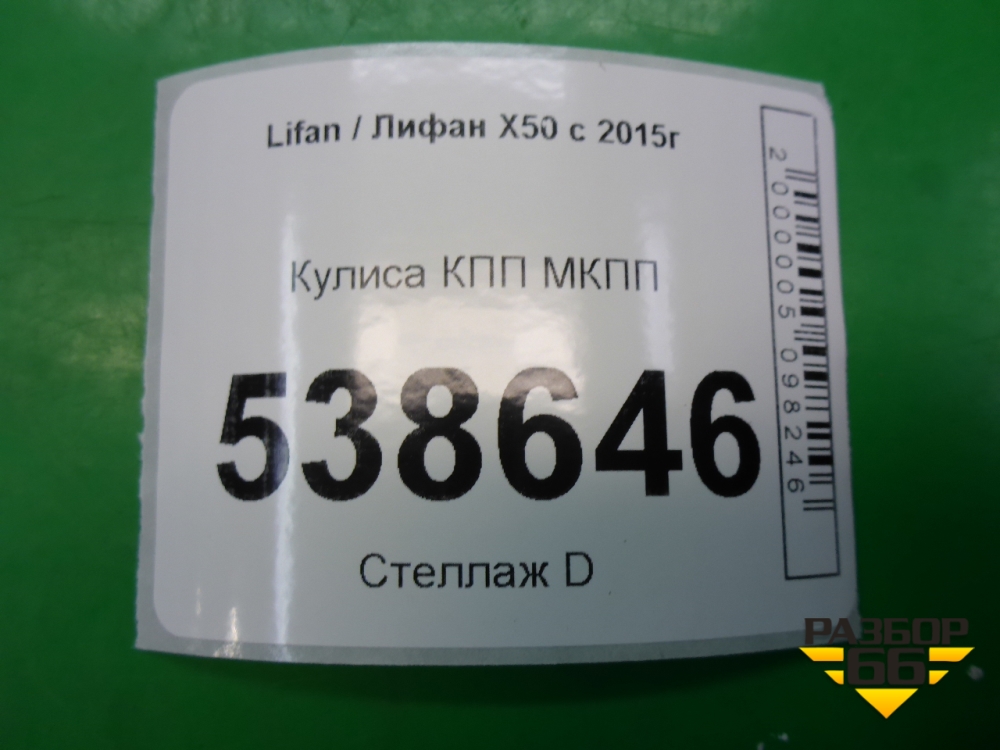 Lifan / Лифан X50 с 2015г
Кулиса КПП МКПП
538646
Стеллаж D
2000005098246
РАЗБОР
66